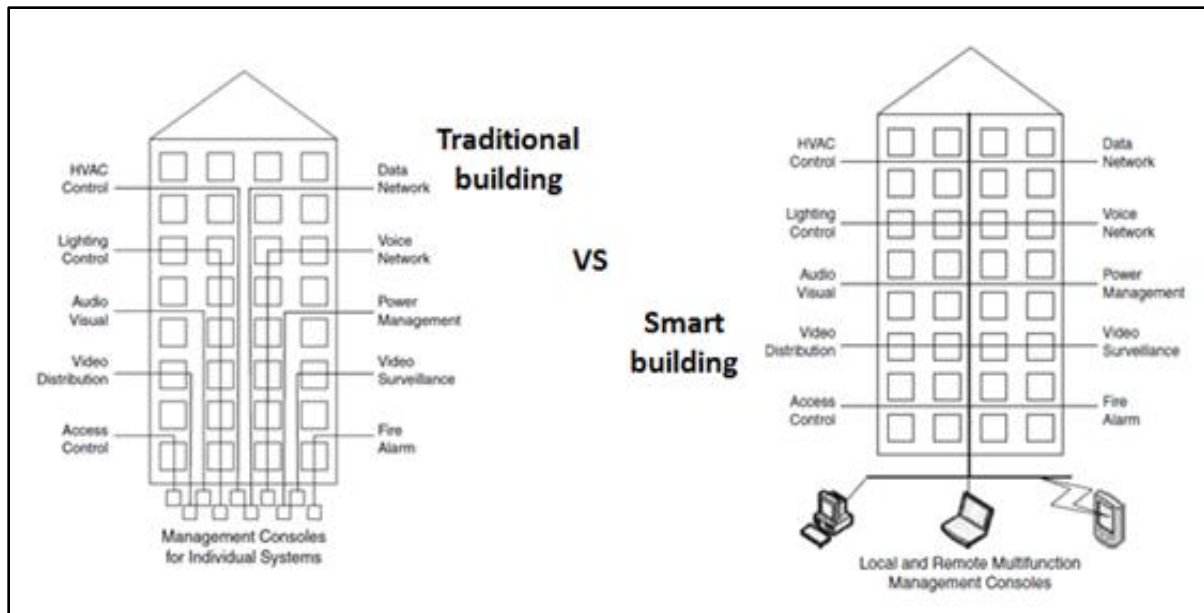 Traditional
building
VS
Smart
building
HVAC
Control
Lighting
Control
Audio
Visual
Video
Distribution
Access
Control
Data
Network
Voice
Network
Power
Management
Video
Surveillance
Fire
Alarm
Management Consoles
for Individual Systems
HVAC
Control
Lighting
Control
Audio
Visual
Video
Distribution
Access
Control
Data
Network
Voice
Network
Power
Management
Video
Surveillance
Fire
Alarm
Local and Remote Multifunction
Management Consoles